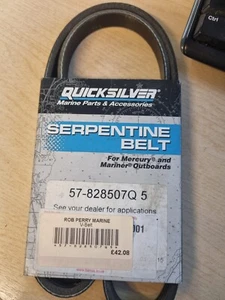 Ctrl
QUICKSILVER
Marine Parts & Accessories
SERPENTINE
BELT
For Mercury® and
Mariner® Outboards
57-828507Q 5
See your dealer for applications
ROB PERRY MARINE
V-Belt
£42.08